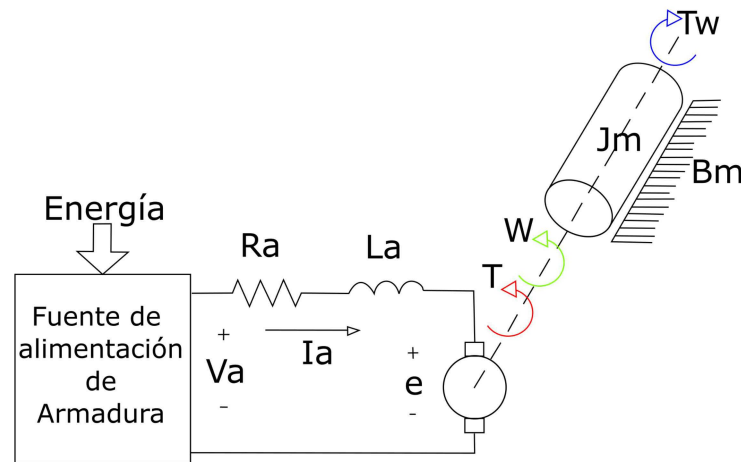 Tw
Jm
Bm
Energía
Ra
La
W
T
Fuente de
alimentación
de
Armadura
+
Va
-
Ia
+
e
-